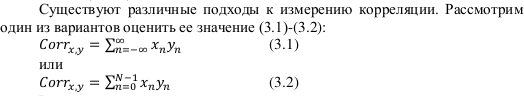 Существуют различные подходы к измерению корреляции. Рассмотрим
один из вариантов оценить ее значение (3.1)-(3.2):
Corr_{x,y} = ∑_{n=-∞}^{∞} x_n y_n (3.1)
или
Corr_{x,y} = ∑_{n=0}^{N-1} x_n y_n (3.2)